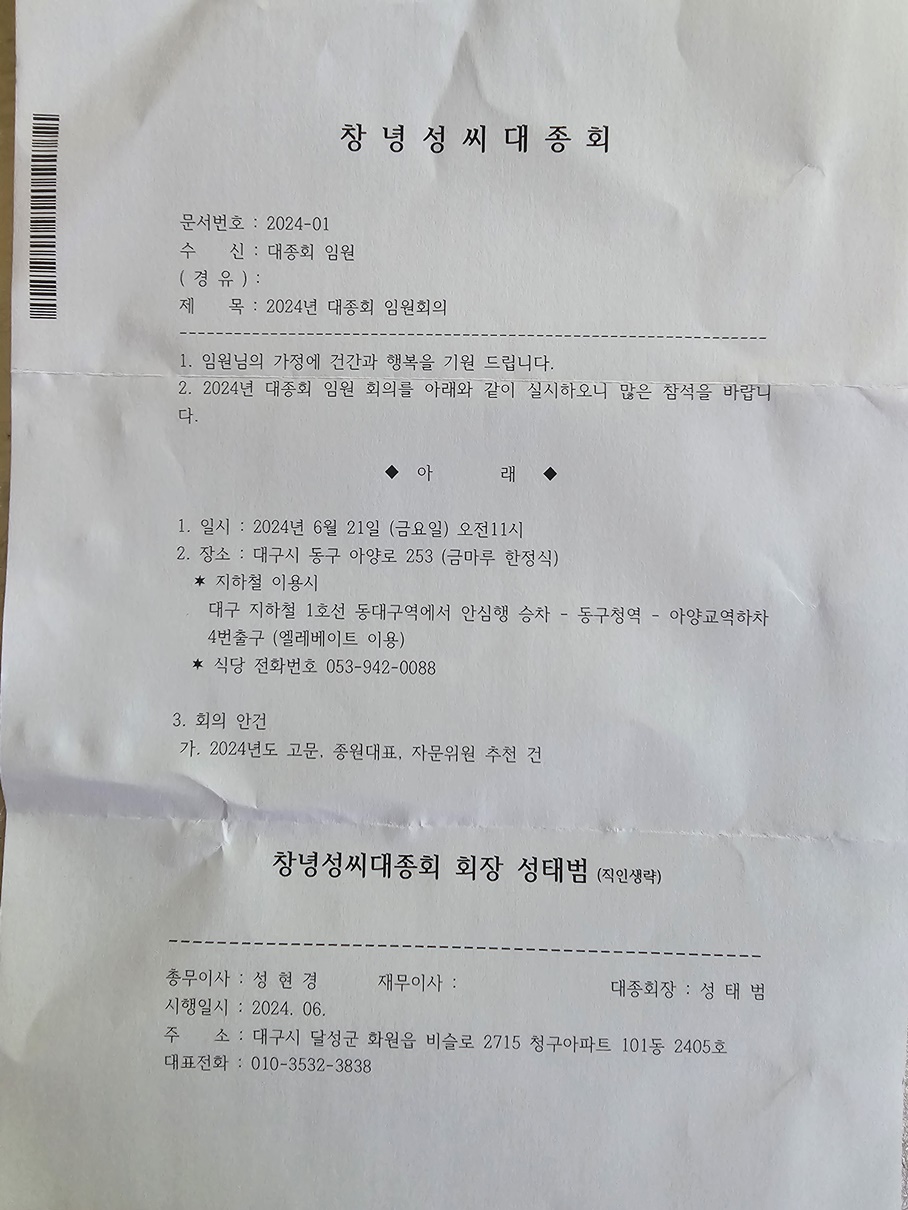 창 녕 성 씨 대 종 회
문서번호 : 2024-01
수 신 : 대종회 임원
( 경 유 ) :
제 목 : 2024년 대종회 임원회의
1. 임원님의 가정에 건간과 행복을 기원 드립니다.
2. 2024년 대종회 임원 회의를 아래와 같이 실시하오니 많은 참석을 바랍니
다.
◆ 아 래 ◆
1. 일시 : 2024년 6월 21일 (금요일) 오전11시
2. 장소 : 대구시 동구 아양로 253 (금마루 한정식)
★ 지하철 이용시
대구 지하철 1호선 동대구역에서 안심행 승차 - 동구청역 - 아양교역하차
4번출구 (엘레베이트 이용)
★ 식당 전화번호 053-942-0088
3. 회의 안건
가. 2024년도 고문, 종원대표, 자문위원 추천 건
창녕성씨대종회 회장 성태범 (직인생략)
총무이사 : 성 현 경 재무이사 : 대종회장 : 성 태 범
시행일시 : 2024. 06.
주 소 : 대구시 달성군 화원읍 비슬로 2715 청구아파트 101동 2405호
대표전화 : 010-3532-3838